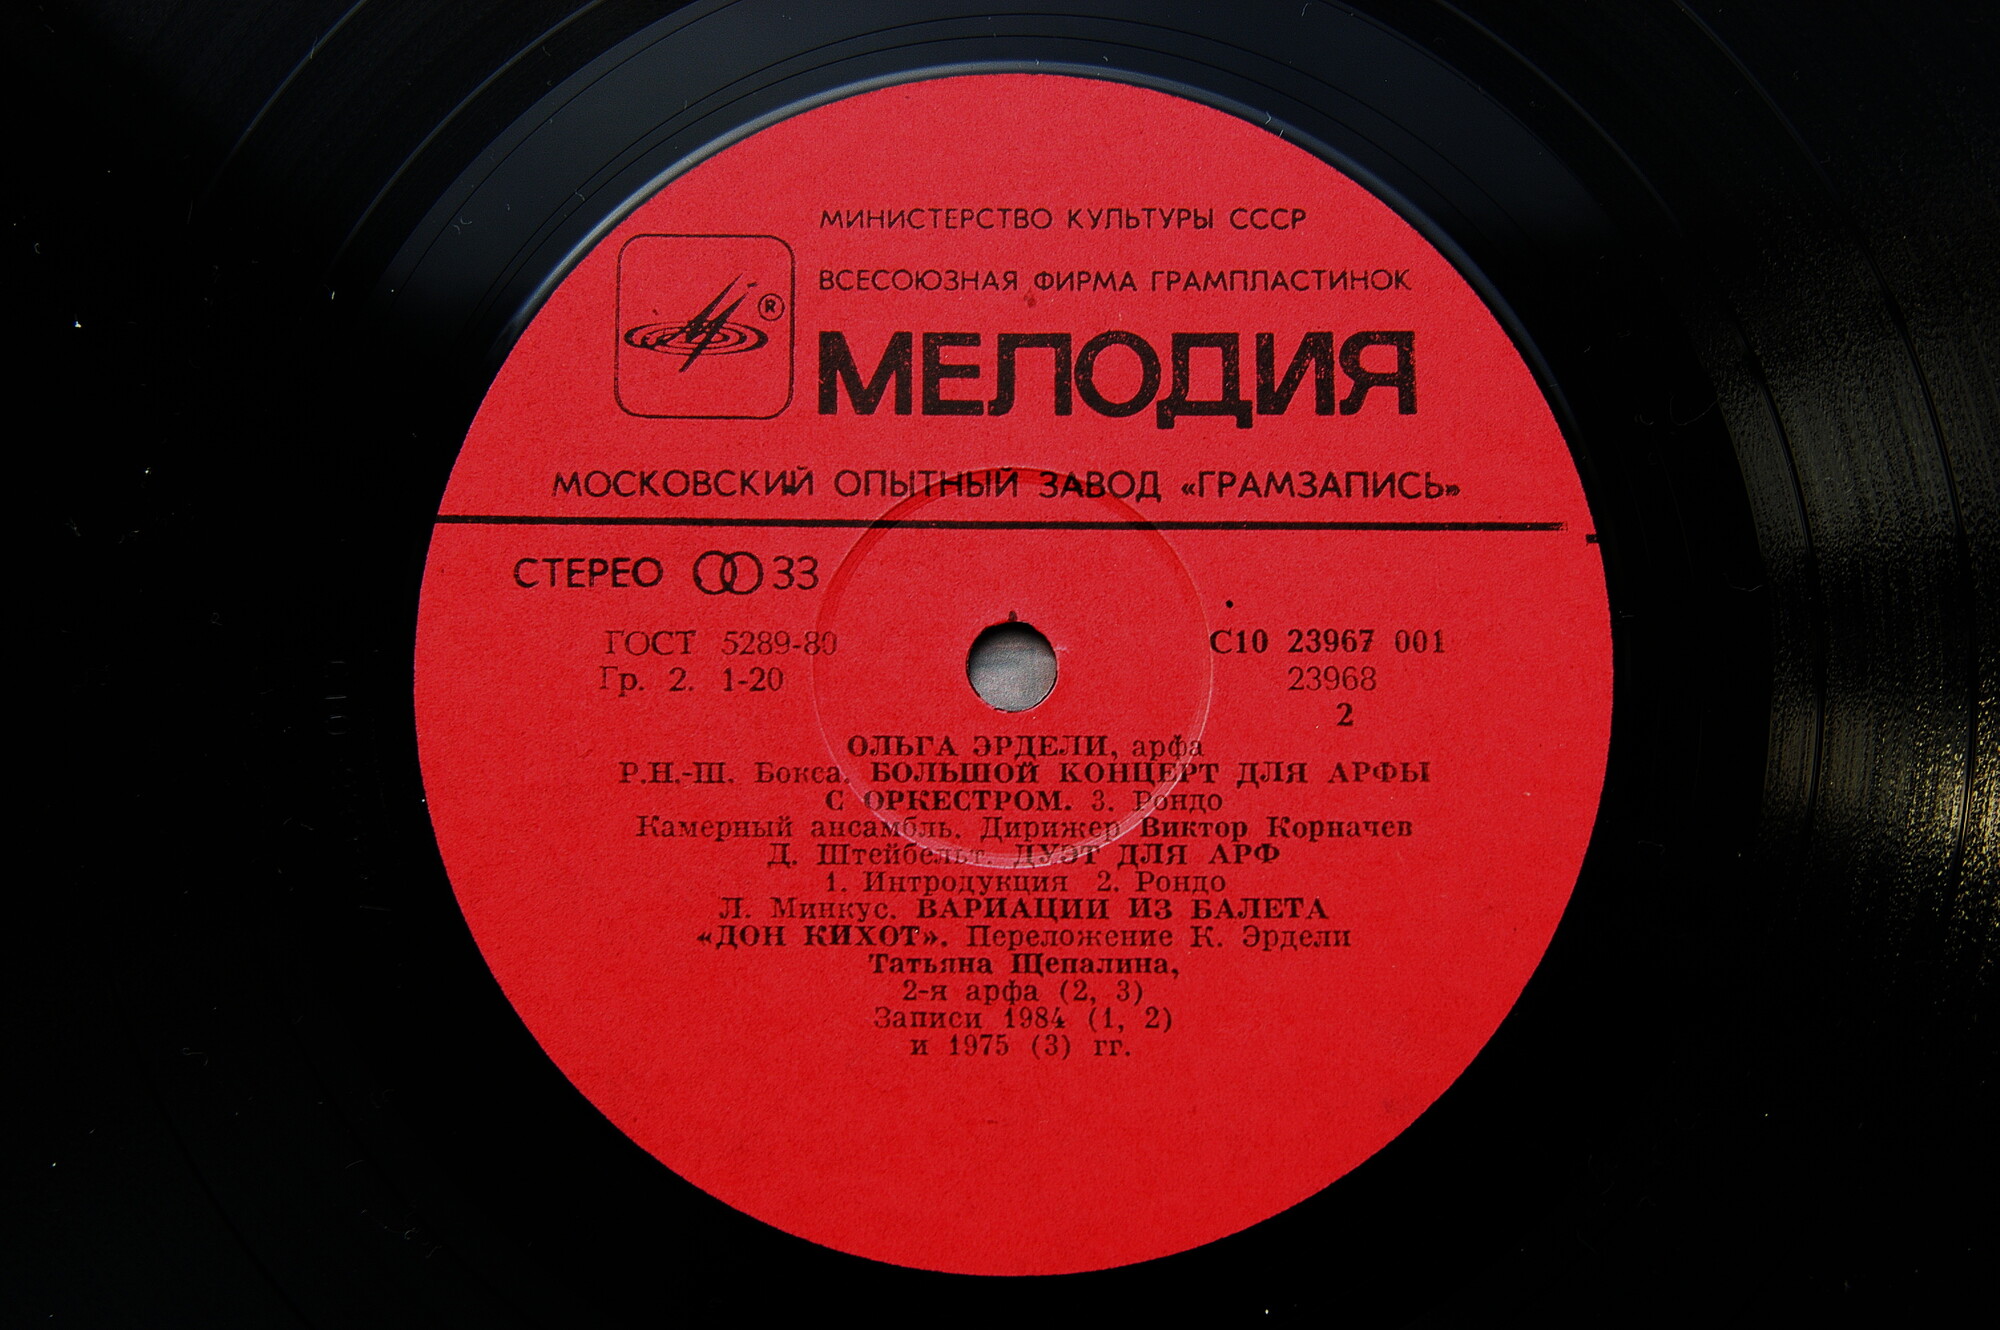 МИНИСТЕРСТВО КУЛЬТУРЫ СССР
ВСЕСОЮЗНАЯ ФИРМА ГРАМПЛАСТИНОК
®
МЕЛОДИЯ
МОСКОВСКИЙ ОПЫТНЫЙ ЗАВОД «ГРАМЗАПИСЬ»
СТЕРЕО 33
ГОСТ 5289-80 С10 23967 001
Гр. 2. 1-20 23968
2
ОЛЬГА ЭРДЕЛИ, арфа
Р.Н.-Ш. Бокса. БОЛЬШОЙ КОНЦЕРТ ДЛЯ АРФЫ
С ОРКЕСТРОМ. 3. Рондо
Камерный ансамбль. Дирижер Виктор Корначев
Д. Штейбельт. ДУЭТ ДЛЯ АРФ
1. Интродукция 2. Рондо
Л. Минкус. ВАРИАЦИИ ИЗ БАЛЕТА
«ДОН КИХОТ». Переложение К. Эрдели
Татьяна Щепалина,
2-я арфа (2, 3)
Записи 1984 (1, 2)
и 1975 (3) гг.